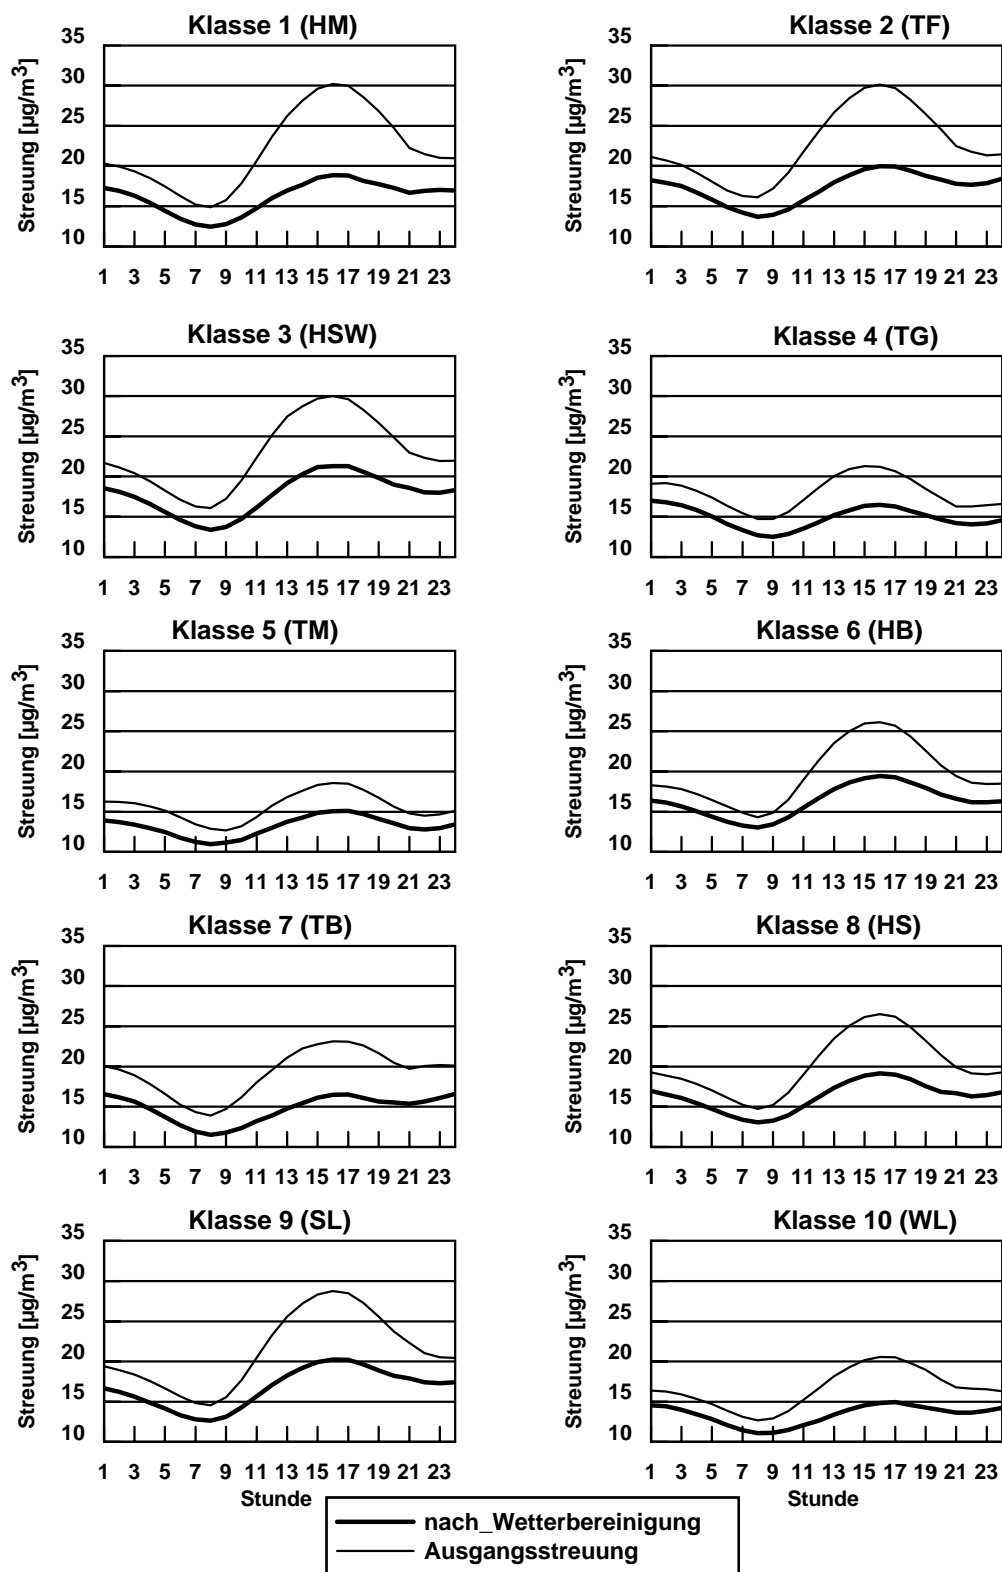 Klasse 1 (HM)
Streuung [µg/m³]
35
30
25
20
15
10
1 3 5 7 9 11 13 15 17 19 21 23
Klasse 2 (TF)
Streuung [µg/m³]
35
30
25
20
15
10
1 3 5 7 9 11 13 15 17 19 21 23
Klasse 3 (HSW)
Streuung [µg/m³]
35
30
25
20
15
10
1 3 5 7 9 11 13 15 17 19 21 23
Klasse 4 (TG)
Streuung [µg/m³]
35
30
25
20
15
10
1 3 5 7 9 11 13 15 17 19 21 23
Klasse 5 (TM)
Streuung [µg/m³]
35
30
25
20
15
10
1 3 5 7 9 11 13 15 17 19 21 23
Klasse 6 (HB)
Streuung [µg/m³]
35
30
25
20
15
10
1 3 5 7 9 11 13 15 17 19 21 23
Klasse 7 (TB)
Streuung [µg/m³]
35
30
25
20
15
10
1 3 5 7 9 11 13 15 17 19 21 23
Klasse 8 (HS)
Streuung [µg/m³]
35
30
25
20
15
10
1 3 5 7 9 11 13 15 17 19 21 23
Klasse 9 (SL)
Streuung [µg/m³]
35
30
25
20
15
10
1 3 5 7 9 11 13 15 17 19 21 23
Stunde
Klasse 10 (WL)
Streuung [µg/m³]
35
30
25
20
15
10
1 3 5 7 9 11 13 15 17 19 21 23
Stunde
nach_Wetterbereinigung
Ausgangsstreuung